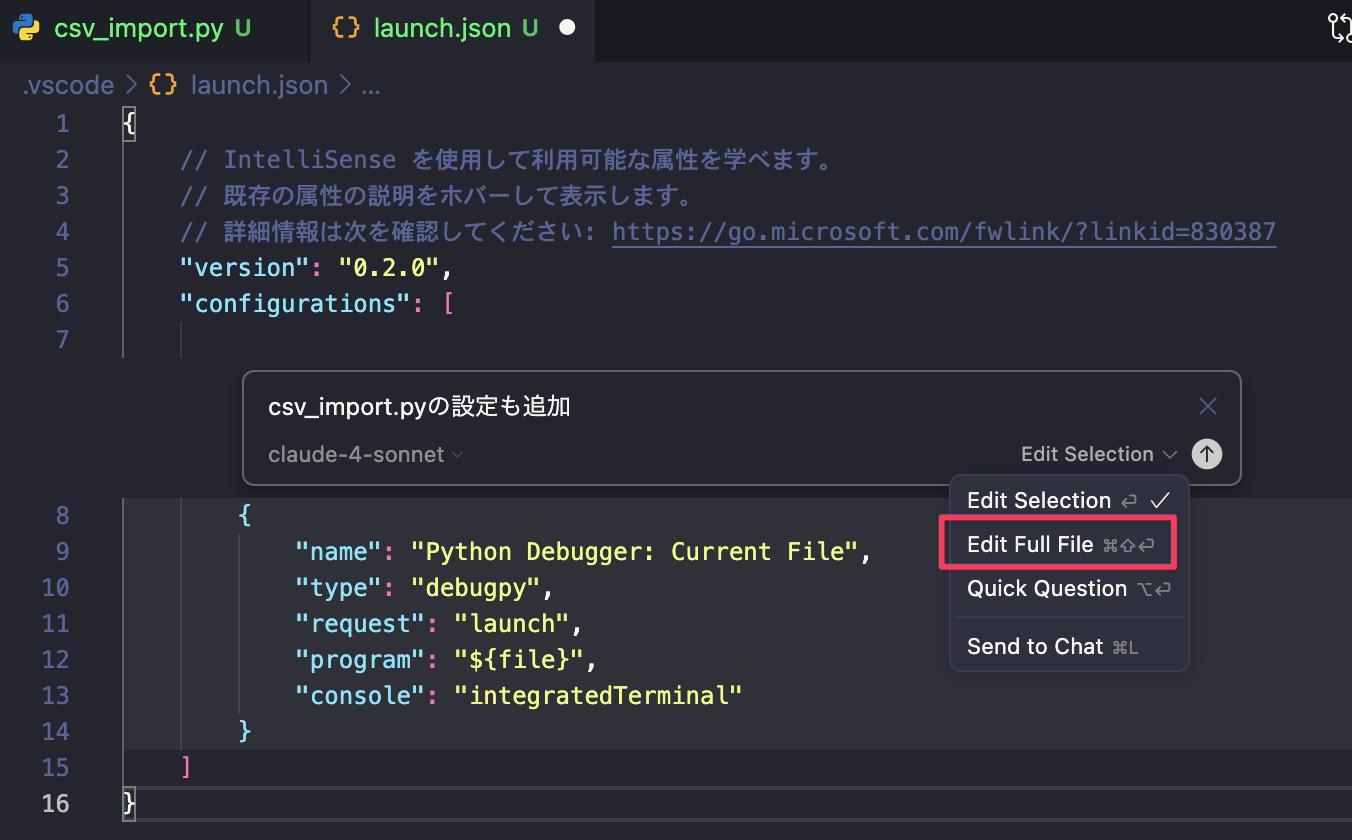 csv_import.py U
{} launch.json U
.vscode > {} launch.json > ...
1 {
2 // IntelliSense を使用して利用可能な属性を学べます。
3 // 既存の属性の説明をホバーして表示します。
4 // 詳細情報は次を確認してください: https://go.microsoft.com/fwlink/?linkid=830387
5 "version": "0.2.0",
6 "configurations": [
7
csv_import.pyの設定も追加
claude-4-sonnet
Edit Selection
Edit Selection ⏎ ✓
Edit Full File ⌘⇧⏎
Quick Question ⌥⏎
Send to Chat ⌘L
8 {
9 "name": "Python Debugger: Current File",
10 "type": "debugpy",
11 "request": "launch",
12 "program": "${file}",
13 "console": "integratedTerminal"
14 }
15 ]
16 }